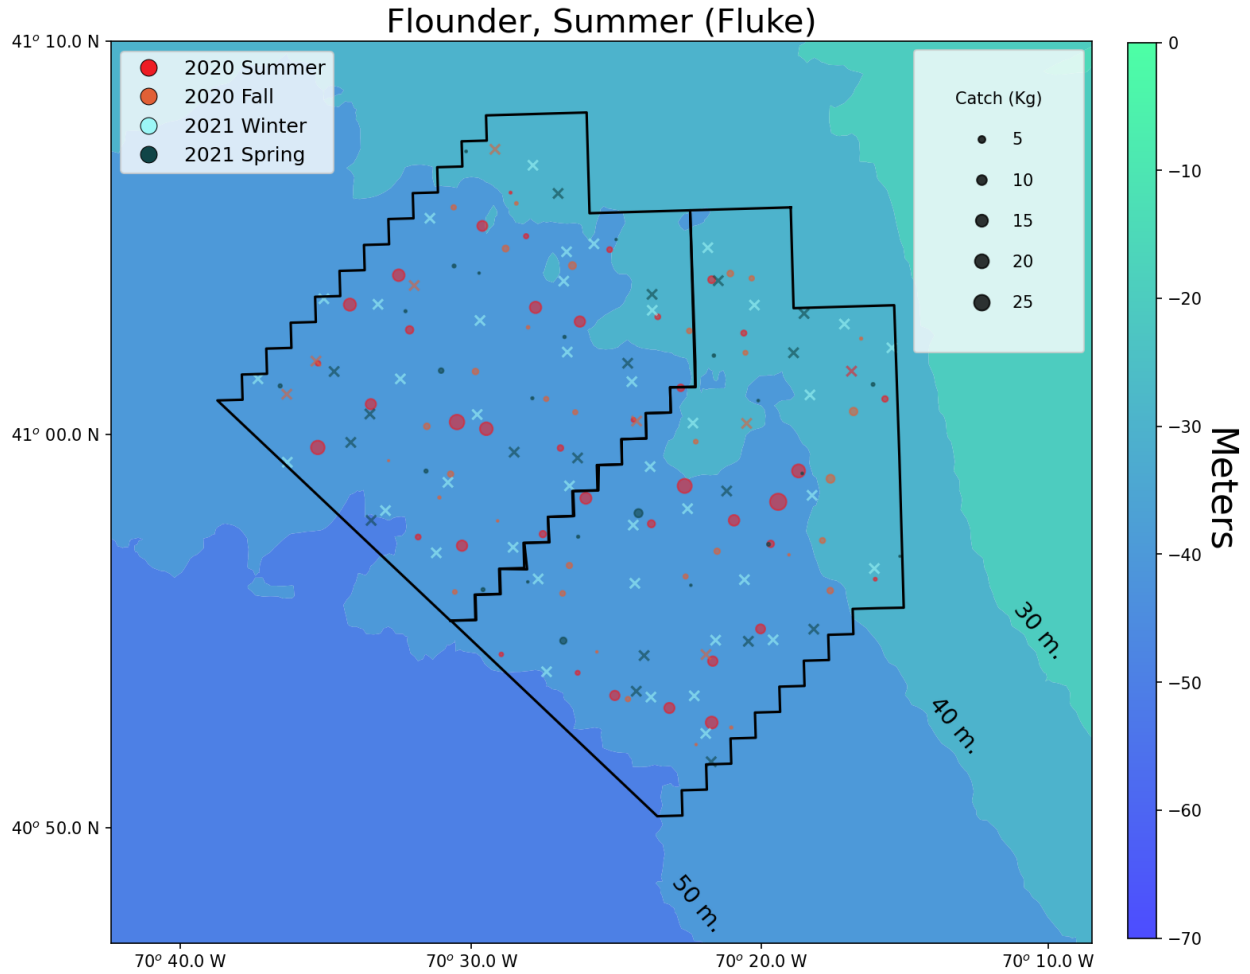 Flounder, Summer (Fluke)
41° 10.0 N
41° 00.0 N
40° 50.0 N
2020 Summer
2020 Fall
2021 Winter
2021 Spring
Catch (Kg)
5
10
15
20
25
30 m.
40 m.
50 m.
70° 40.0 W
70° 30.0 W
70° 20.0 W
70° 10.0 W
0
−10
−20
−30
−40
−50
−60
−70
Meters